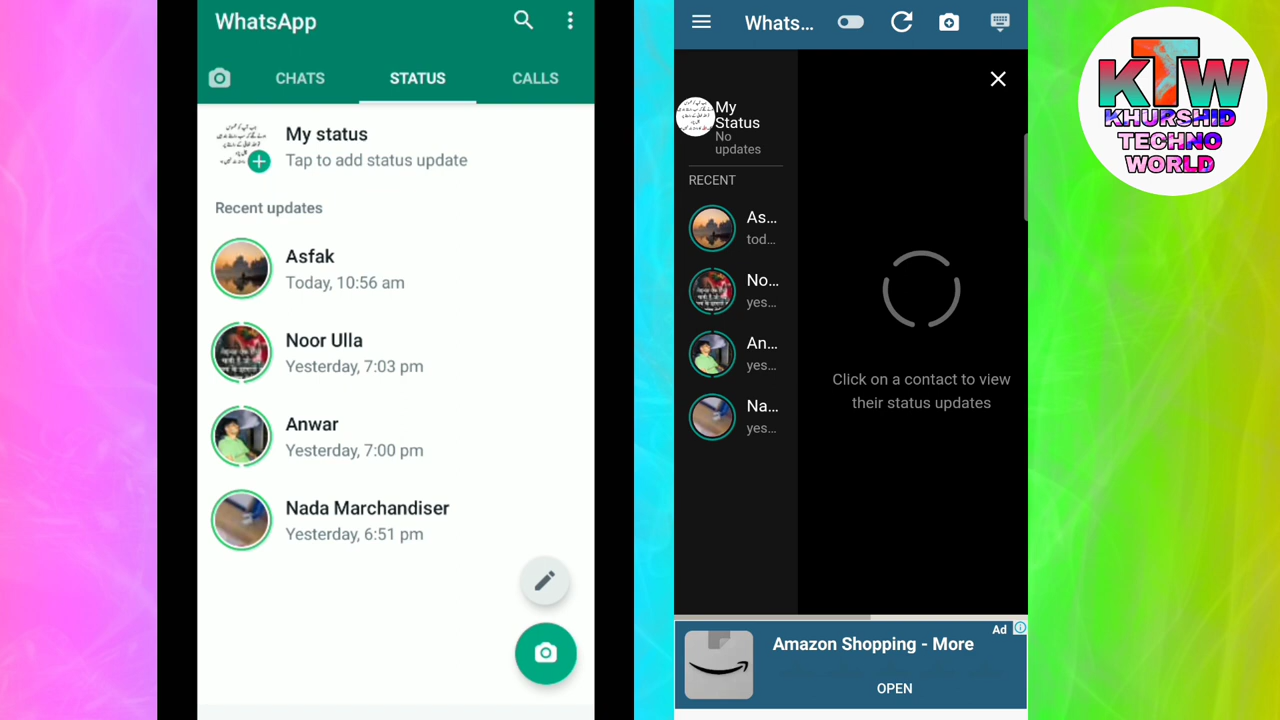 WhatsApp
CHATS
STATUS
CALLS
My status
Tap to add status update
Recent updates
Asfak
Today, 10:56 am
Noor Ulla
Yesterday, 7:03 pm
Anwar
Yesterday, 7:00 pm
Nada Marchandiser
Yesterday, 6:51 pm
Whats...
My
Status
No
updates
RECENT
As...
tod...
No...
yes...
An...
yes...
Na...
yes...
Click on a contact to view
their status updates
Ad
Amazon Shopping - More
OPEN
KTW
KHURSHID
TECHNO
WORLD